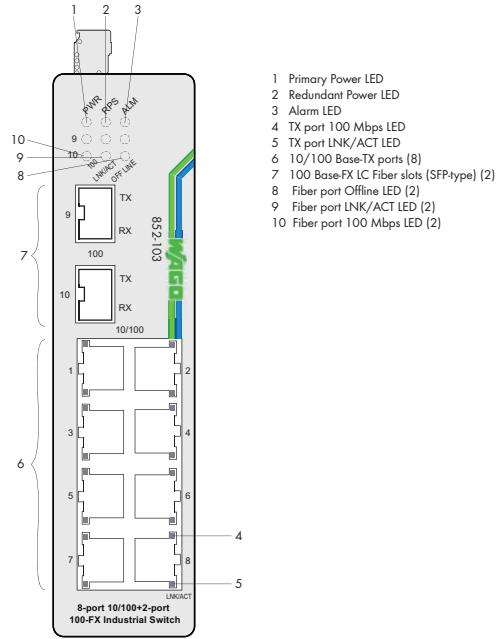 1 2 3
1 Primary Power LED
2 Redundant Power LED
3 Alarm LED
4 TX port 100 Mbps LED
5 TX port LNK/ACT LED
6 10/100 Base-TX ports (8)
7 100 Base-FX LC Fiber slots (SFP-type) (2)
8 Fiber port Offline LED (2)
9 Fiber port LNK/ACT LED (2)
10 Fiber port 100 Mbps LED (2)
PWR RPS ALM
9
10
10
9
8
100 LNK/ACT OFF LINE
TX
9
RX
100
7
TX
10
RX
10/100
852-103
WAGO
1 2
3 4
6
5 6
4
7 8
5
LNK/ACT
8-port 10/100+2-port
100-FX Industrial Switch